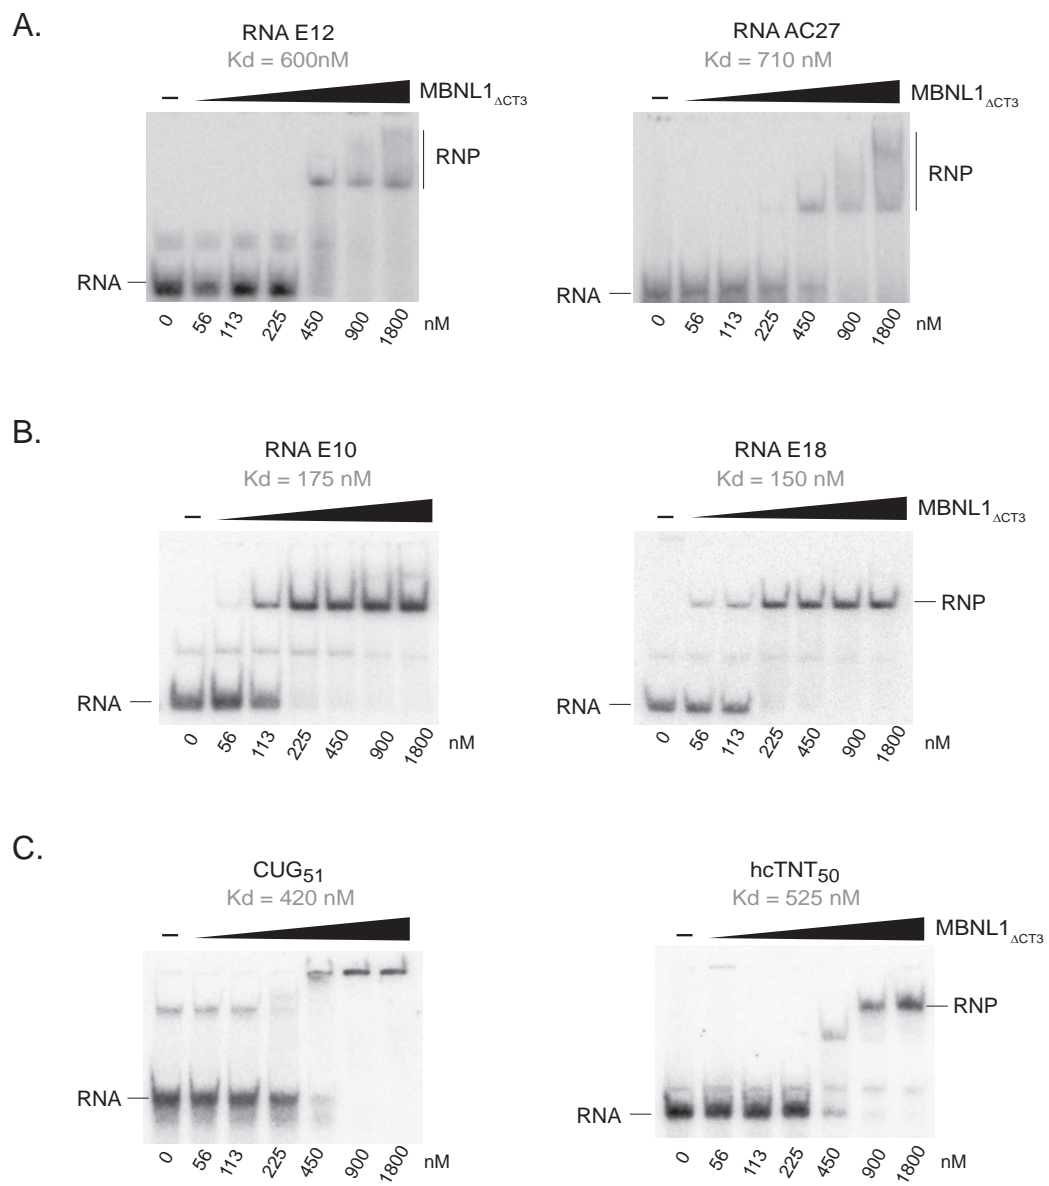 A.
RNA E12
Kd = 600nM
MBNL1ΔCT3
RNP
RNA
0 56 113 225 450 900 1800 nM
RNA AC27
Kd = 710 nM
MBNL1ΔCT3
RNP
RNA
0 56 113 225 450 900 1800 nM
B.
RNA E10
Kd = 175 nM
RNA
0 56 113 225 450 900 1800 nM
RNA E18
Kd = 150 nM
MBNL1ΔCT3
RNP
RNA
0 56 113 225 450 900 1800 nM
C.
CUG51
Kd = 420 nM
RNA
0 56 113 225 450 900 1800 nM
hcTNT50
Kd = 525 nM
MBNL1ΔCT3
RNP
RNA
0 56 113 225 450 900 1800 nM